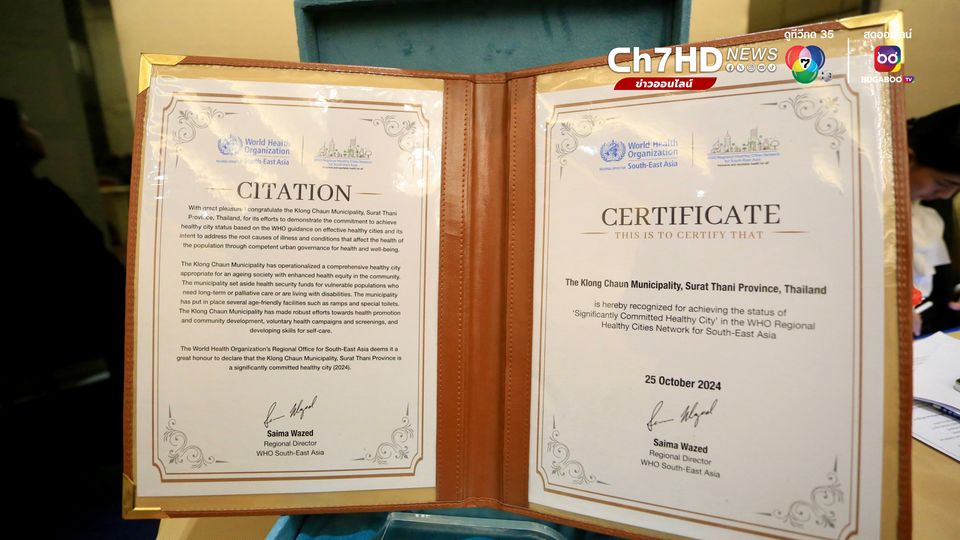 ดูทีวีกด 35
สดออนไลน์
Ch7HD NEWS
ข่าวออนไลน์
7
bd
BUGABOO TV
World Health
Organization
South-East Asia
CITATION
With great pleasure I congratulate the Klong Chaun Municipality, Surat Thani
Province, Thailand, for its efforts to demonstrate the commitment to achieve
healthy city status based on the WHO guidance on effective healthy cities and its
intent to address the root causes of illness and conditions that affect the health of
the population through competent urban governance for health and well-being.
The Klong Chaun Municipality has operationalized a comprehensive healthy city
appropriate for an ageing society with enhanced health equity in the community.
The municipality set aside health security funds for vulnerable populations who
need long-term or palliative care or are living with disabilities. The municipality
has put in place several age-friendly facilities such as ramps and special toilets.
The Klong Chaun Municipality has made robust efforts towards health promotion
and community development, voluntary health campaigns and screenings, and
developing skills for self-care.
The World Health Organization's Regional Office for South-East Asia deems it a
great honour to declare that the Klong Chaun Municipality, Surat Thani Province is
a significantly committed healthy city (2024).
Saima Wazed
Regional Director
WHO South-East Asia
World Health
Organization
South-East Asia
CERTIFICATE
THIS IS TO CERTIFY THAT
The Klong Chaun Municipality, Surat Thani Province, Thailand
is hereby recognized for achieving the status of
'Significantly Committed Healthy City' in the WHO Regional
Healthy Cities Network for South-East Asia
25 October 2024
Saima Wazed
Regional Director
WHO South-East Asia